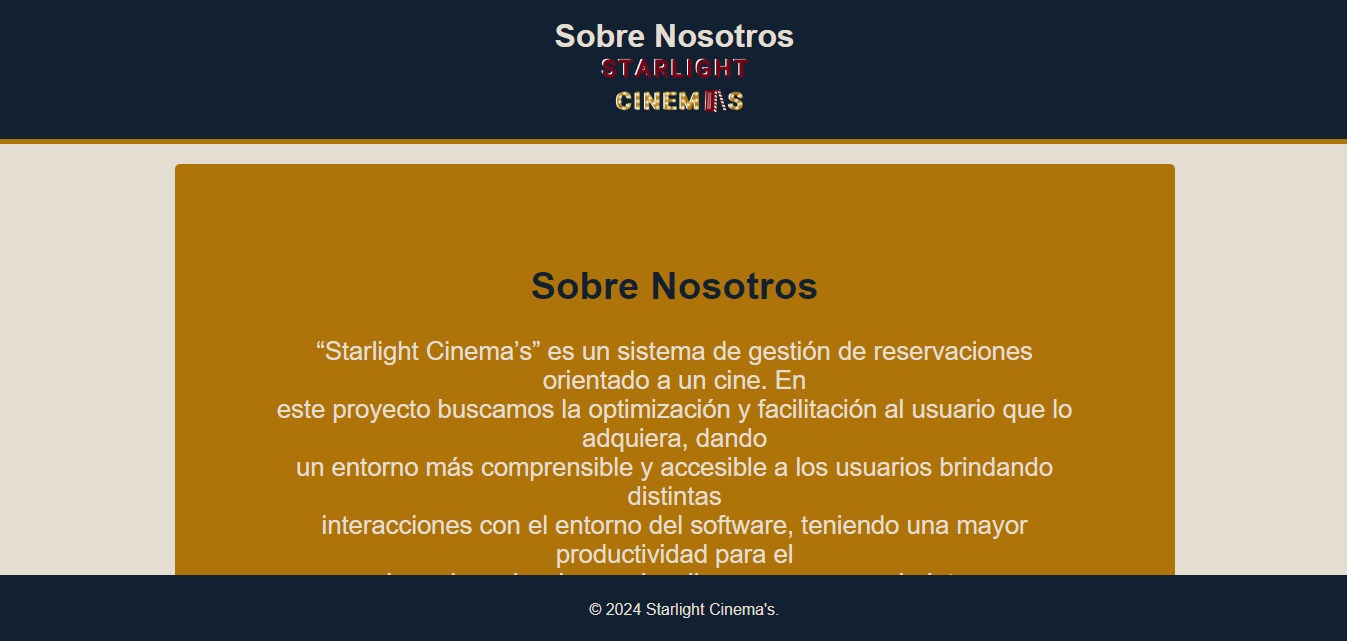 Sobre Nosotros
STARLIGHT
CINEMA'S
Sobre Nosotros
“Starlight Cinema’s” es un sistema de gestión de reservaciones
orientado a un cine. En
este proyecto buscamos la optimización y facilitación al usuario que lo
adquiera, dando
un entorno más comprensible y accesible a los usuarios brindando
distintas
interacciones con el entorno del software, teniendo una mayor
productividad para el
© 2024 Starlight Cinema's.